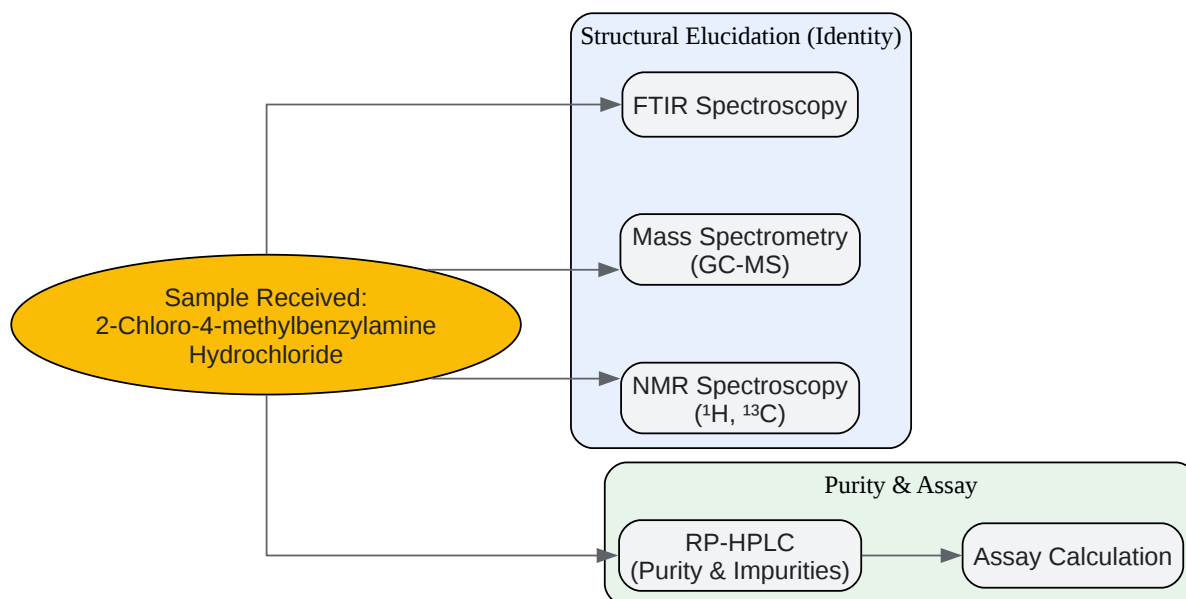 Structural Elucidation (Identity)
FTIR Spectroscopy
Mass Spectrometry
(GC-MS)
Sample Received:
2-Chloro-4-methylbenzylamine
Hydrochloride
NMR Spectroscopy
(¹H, ¹³C)
Purity & Assay
RP-HPLC
(Purity & Impurities)
Assay Calculation